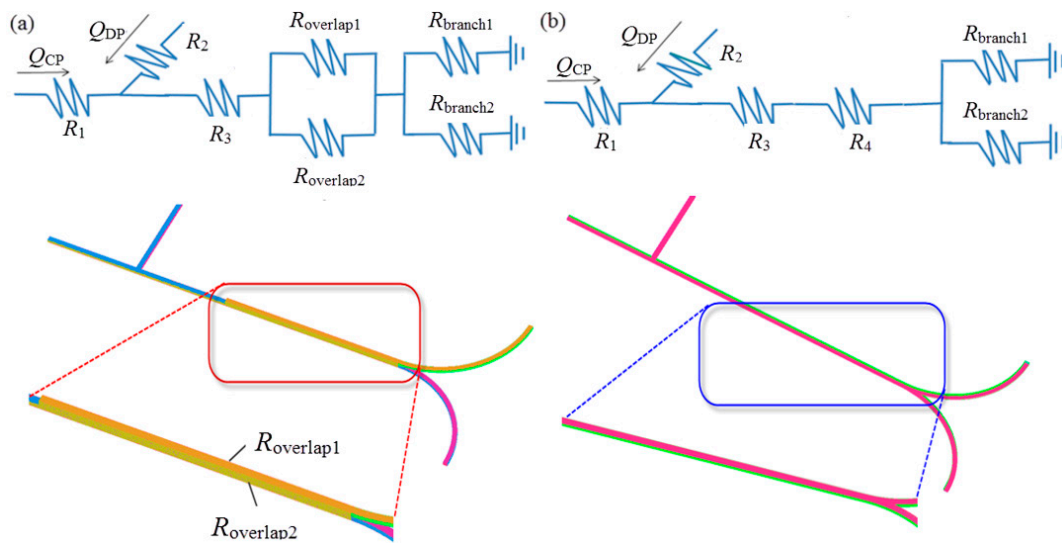 (a)
Q_CP
Q_DP
R_1
R_2
R_3
R_overlap1
R_overlap2
R_branch1
R_branch2
(b)
Q_CP
Q_DP
R_1
R_2
R_3
R_4
R_branch1
R_branch2
R_overlap1
R_overlap2